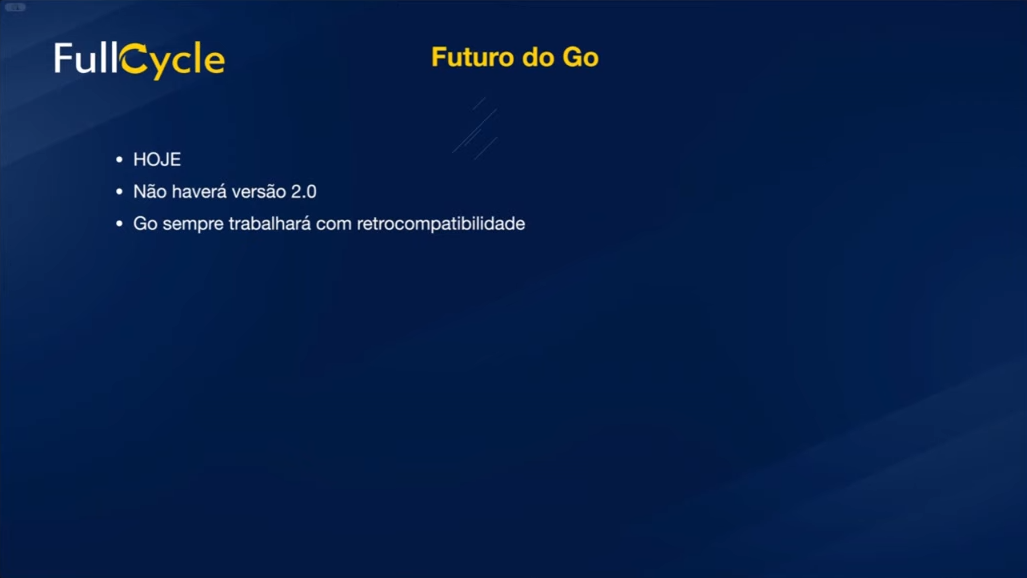 FullCycle
Futuro do Go
• HOJE
• Não haverá versão 2.0
• Go sempre trabalhará com retrocompatibilidade